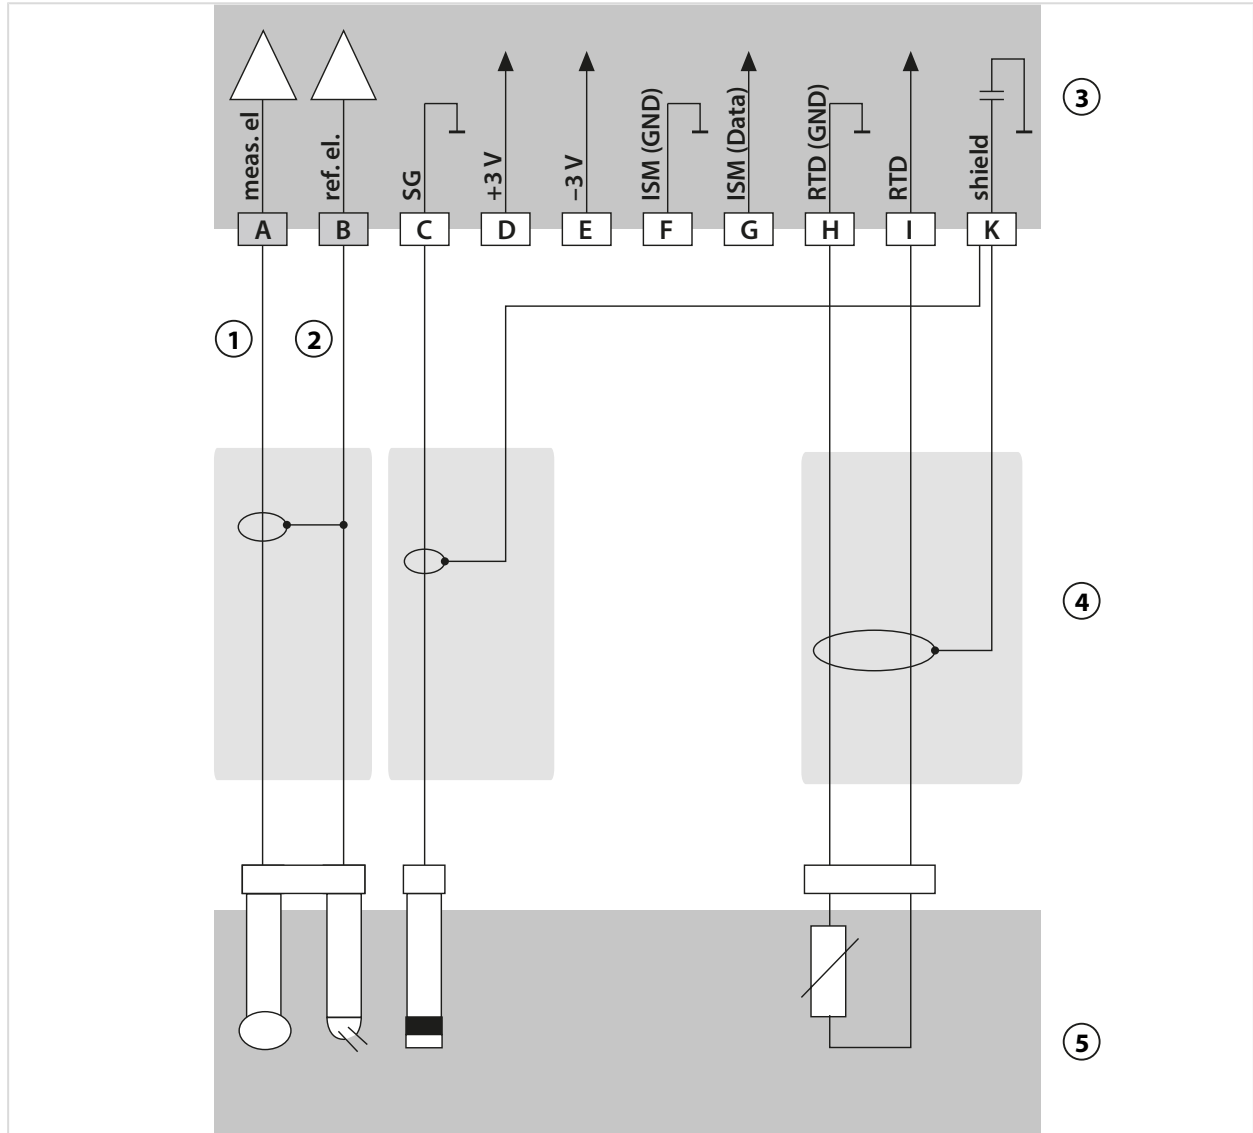 meas. el
ref. el.
SG
+3 V
–3 V
ISM (GND)
ISM (Data)
RTD (GND)
RTD
shield
3
A
B
C
D
E
F
G
H
I
K
1
2
4
5